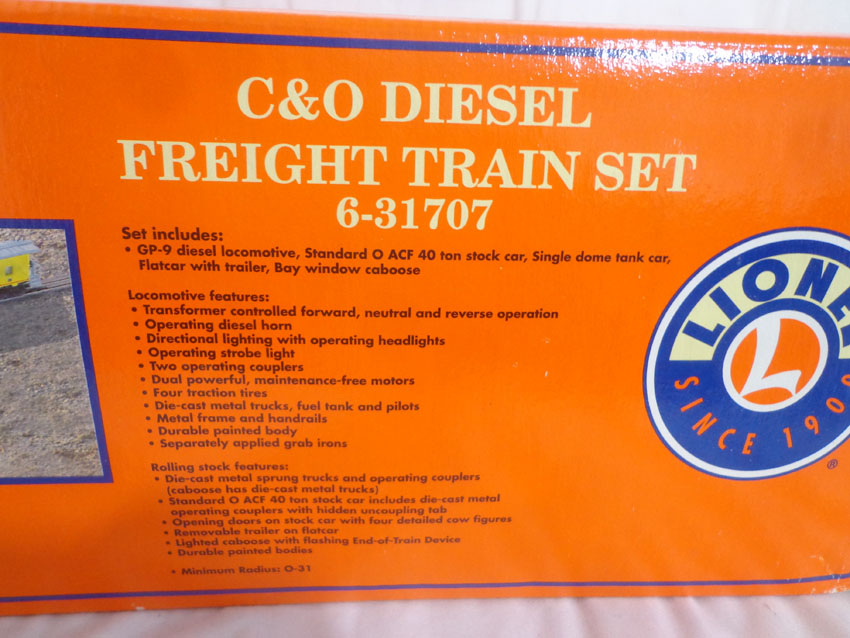 C&O DIESEL
FREIGHT TRAIN SET
6-31707
Set includes:
• GP-9 diesel locomotive, Standard O ACF 40 ton stock car, Single dome tank car,
Flatcar with trailer, Bay window caboose
Locomotive features:
• Transformer controlled forward, neutral and reverse operation
• Operating diesel horn
• Directional lighting with operating headlights
• Operating strobe light
• Two operating couplers
• Dual powerful, maintenance-free motors
• Four traction tires
• Die-cast metal trucks, fuel tank and pilots
• Metal frame and handrails
• Durable painted body
• Separately applied grab irons
Rolling stock features:
• Die-cast metal sprung trucks and operating couplers
(caboose has die-cast metal trucks)
• Standard O ACF 40 ton stock car includes die-cast metal
operating couplers with hidden uncoupling tab
• Opening doors on stock car with four detailed cow figures
• Removable trailer on flatcar
• Lighted caboose with flashing End-of-Train Device
• Durable painted bodies
• Minimum Radius: O-31
LIONEL
L
SINCE 1900
®